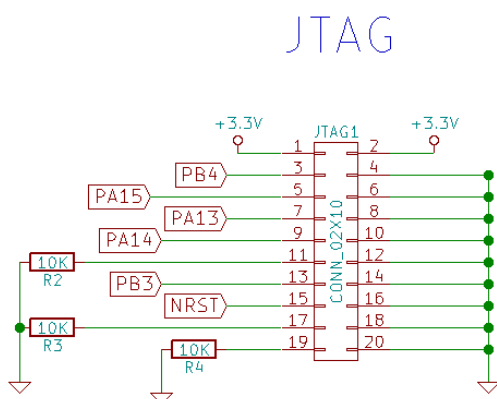 JTAG
+3.3V JTAG1 +3.3V
1 2
PB4 3 4
PA15 5 6
PA13 7 8
PA14 9 10
10K 11 12
R2
PB3 13 14
NRST 15 16
10K 17 18
R3
10K 19 20
R4
CONN_02X10